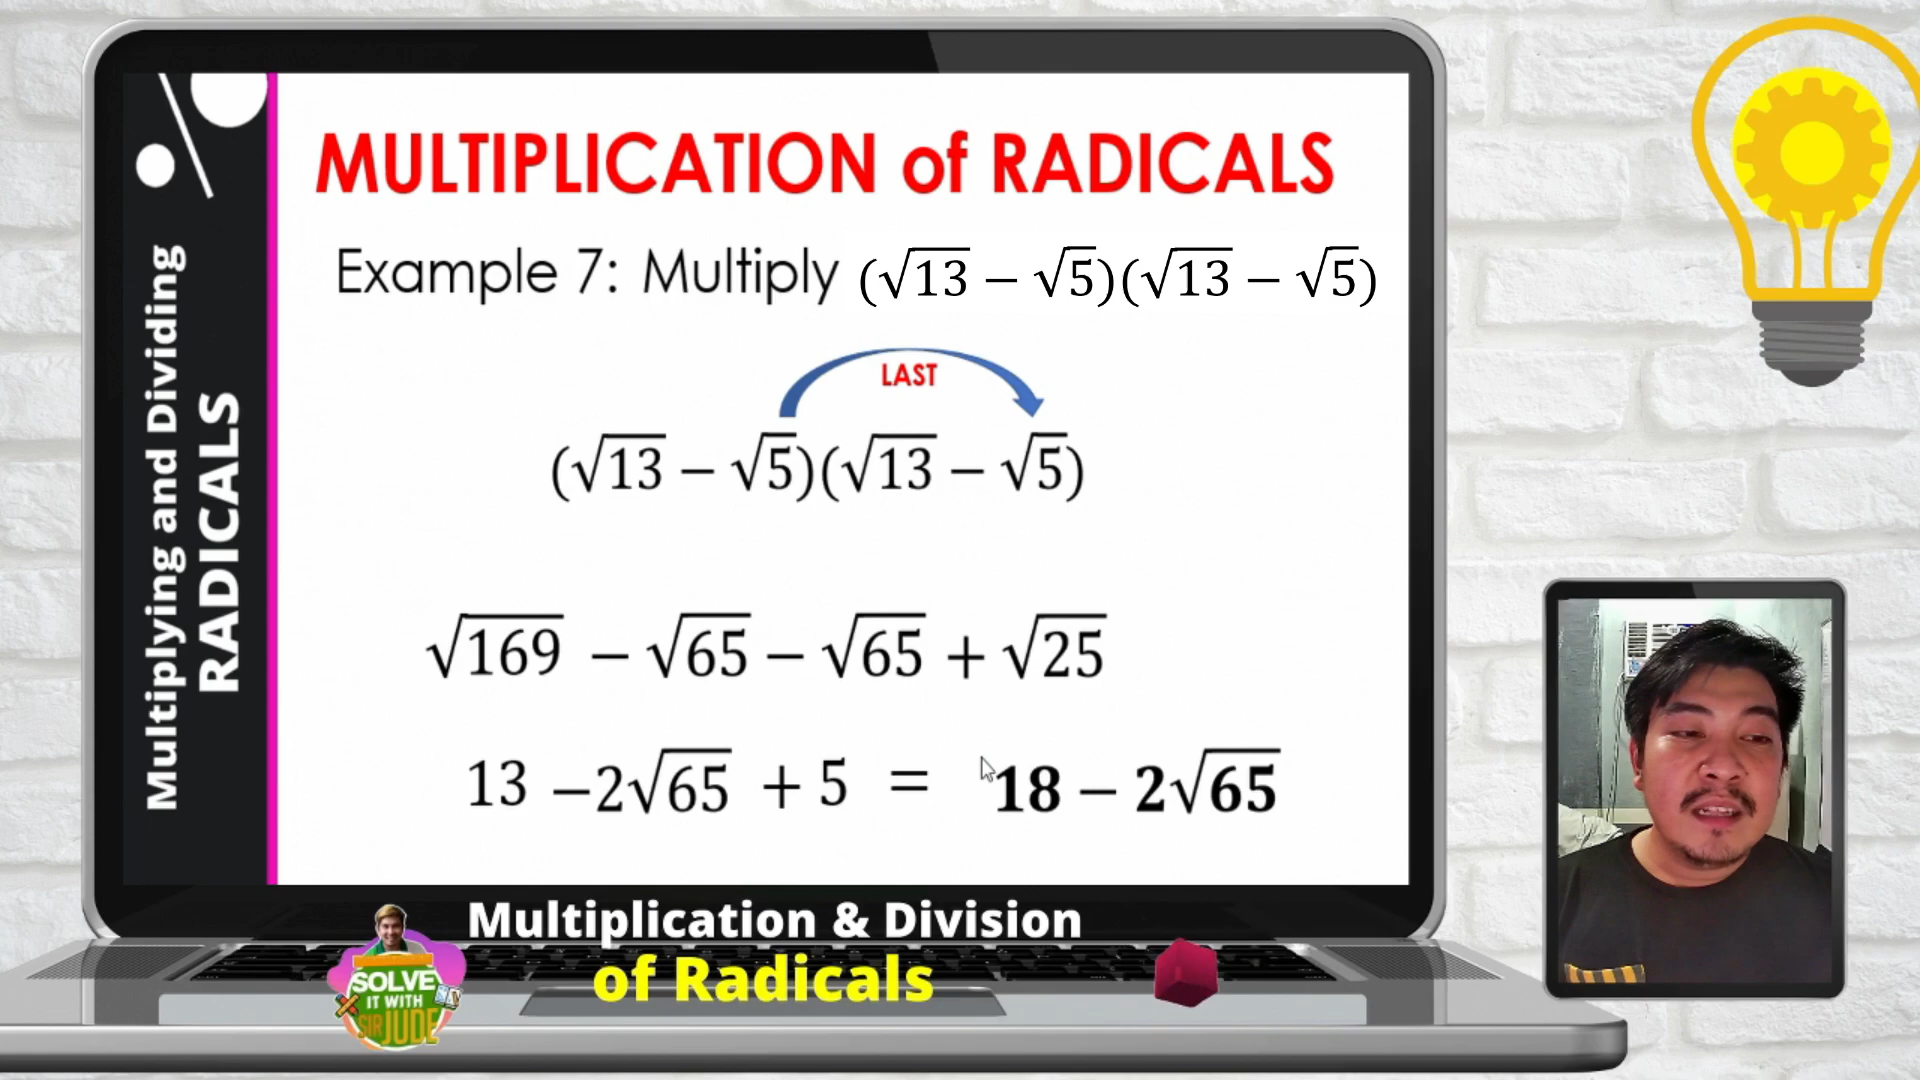 Multiplying and Dividing
RADICALS
MULTIPLICATION of RADICALS
Example 7: Multiply (√13 − √5)(√13 − √5)
LAST
(√13 − √5)(√13 − √5)
√169 − √65 − √65 + √25
13 −2√65 + 5 = 18 − 2√65
Multiplication & Division
of Radicals
SOLVE
IT WITH
SIR JUDE